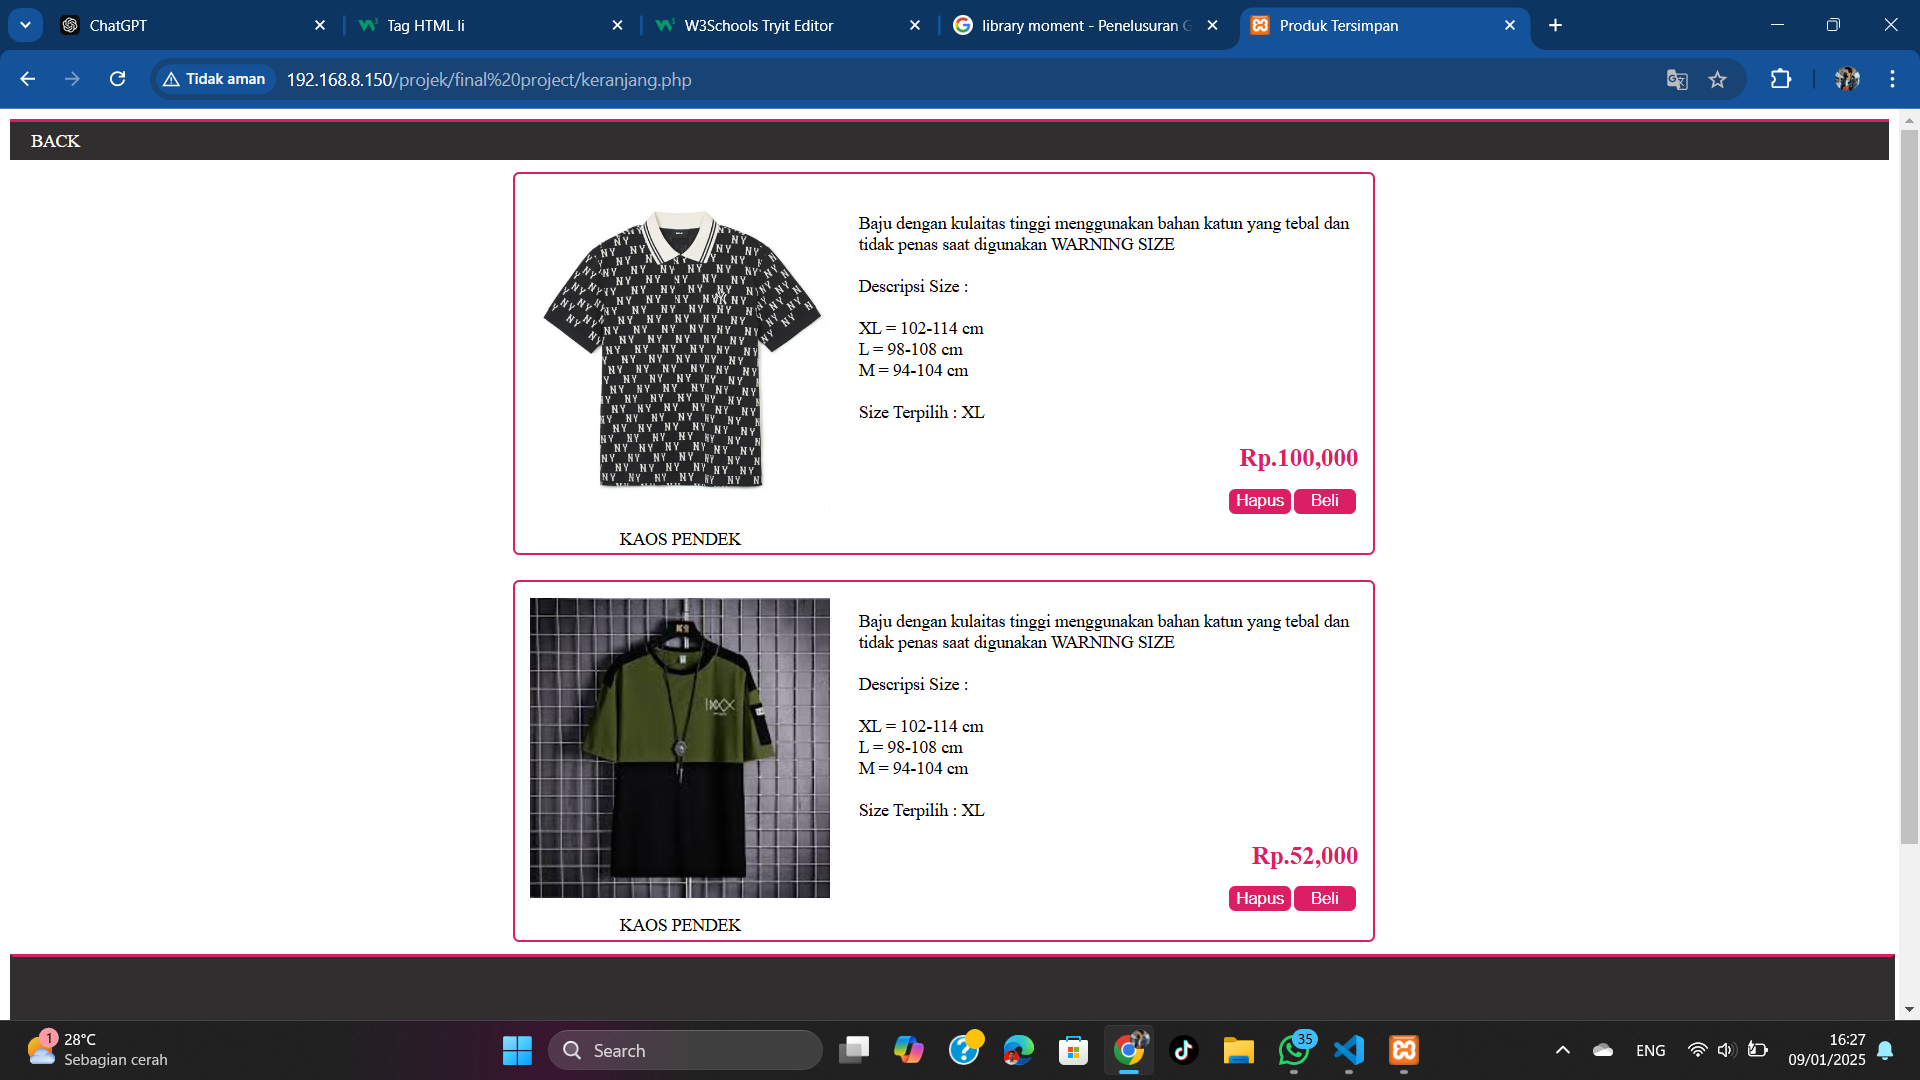 ChatGPT
Tag HTML li
W3Schools Tryit Editor
library moment - Penelusuran G
Produk Tersimpan
Tidak aman
192.168.8.150/projek/final%20project/keranjang.php
BACK
Baju dengan kulaitas tinggi menggunakan bahan katun yang tebal dan
tidak penas saat digunakan WARNING SIZE
Descripsi Size :
XL = 102-114 cm
L = 98-108 cm
M = 94-104 cm
Size Terpilih : XL
Rp.100,000
Hapus
Beli
KAOS PENDEK
Baju dengan kulaitas tinggi menggunakan bahan katun yang tebal dan
tidak penas saat digunakan WARNING SIZE
Descripsi Size :
XL = 102-114 cm
L = 98-108 cm
M = 94-104 cm
Size Terpilih : XL
Rp.52,000
Hapus
Beli
KAOS PENDEK
1
28°C
Sebagian cerah
Search
35
ENG
16:27
09/01/2025